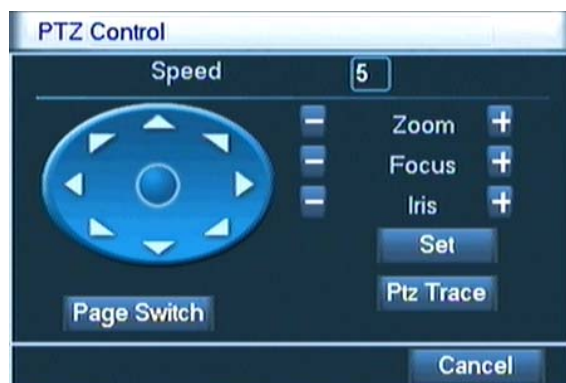 PTZ Control
Speed 5
- Zoom +
- Focus +
- Iris +
Set
Ptz Trace
Page Switch
Cancel